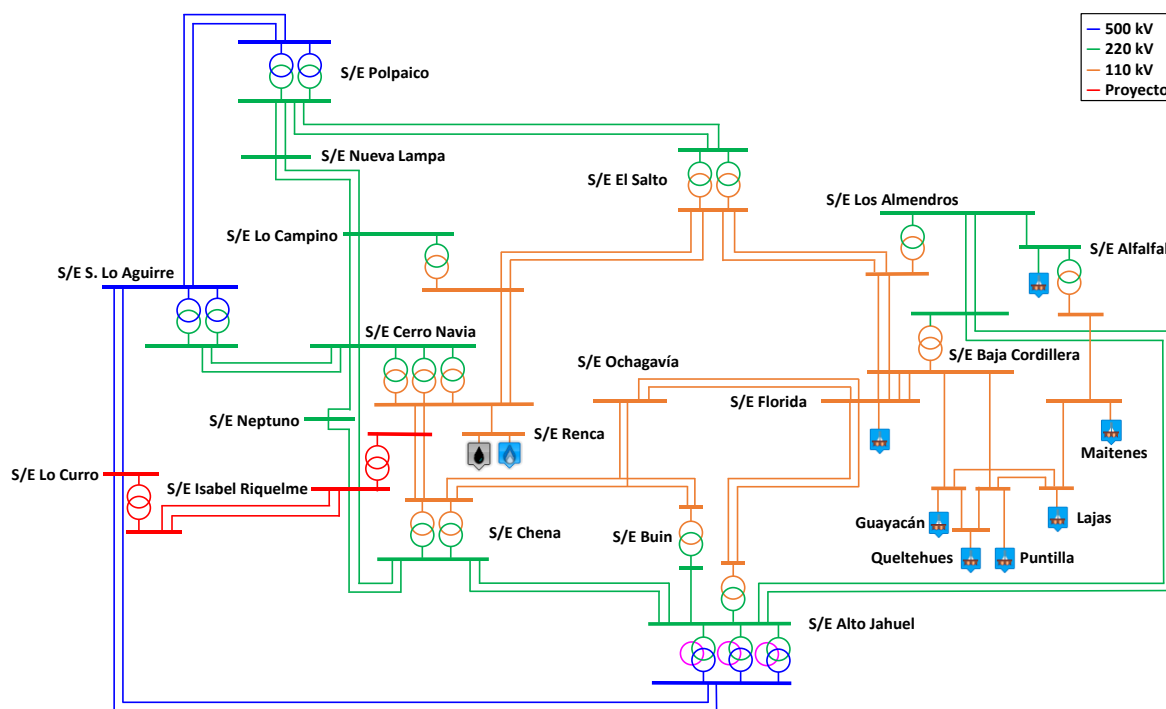 500 kV
220 kV
110 kV
Proyecto
S/E Polpaico
S/E Nueva Lampa
S/E El Salto
S/E Los Almendros
S/E Lo Campino
S/E Alfalfal
S/E S. Lo Aguirre
S/E Cerro Navia
S/E Ochagavía
S/E Baja Cordillera
S/E Florida
S/E Neptuno
S/E Renca
Maitenes
S/E Lo Curro
S/E Isabel Riquelme
Guayacán
Lajas
S/E Chena
S/E Buin
Queltehues
Puntilla
S/E Alto Jahuel